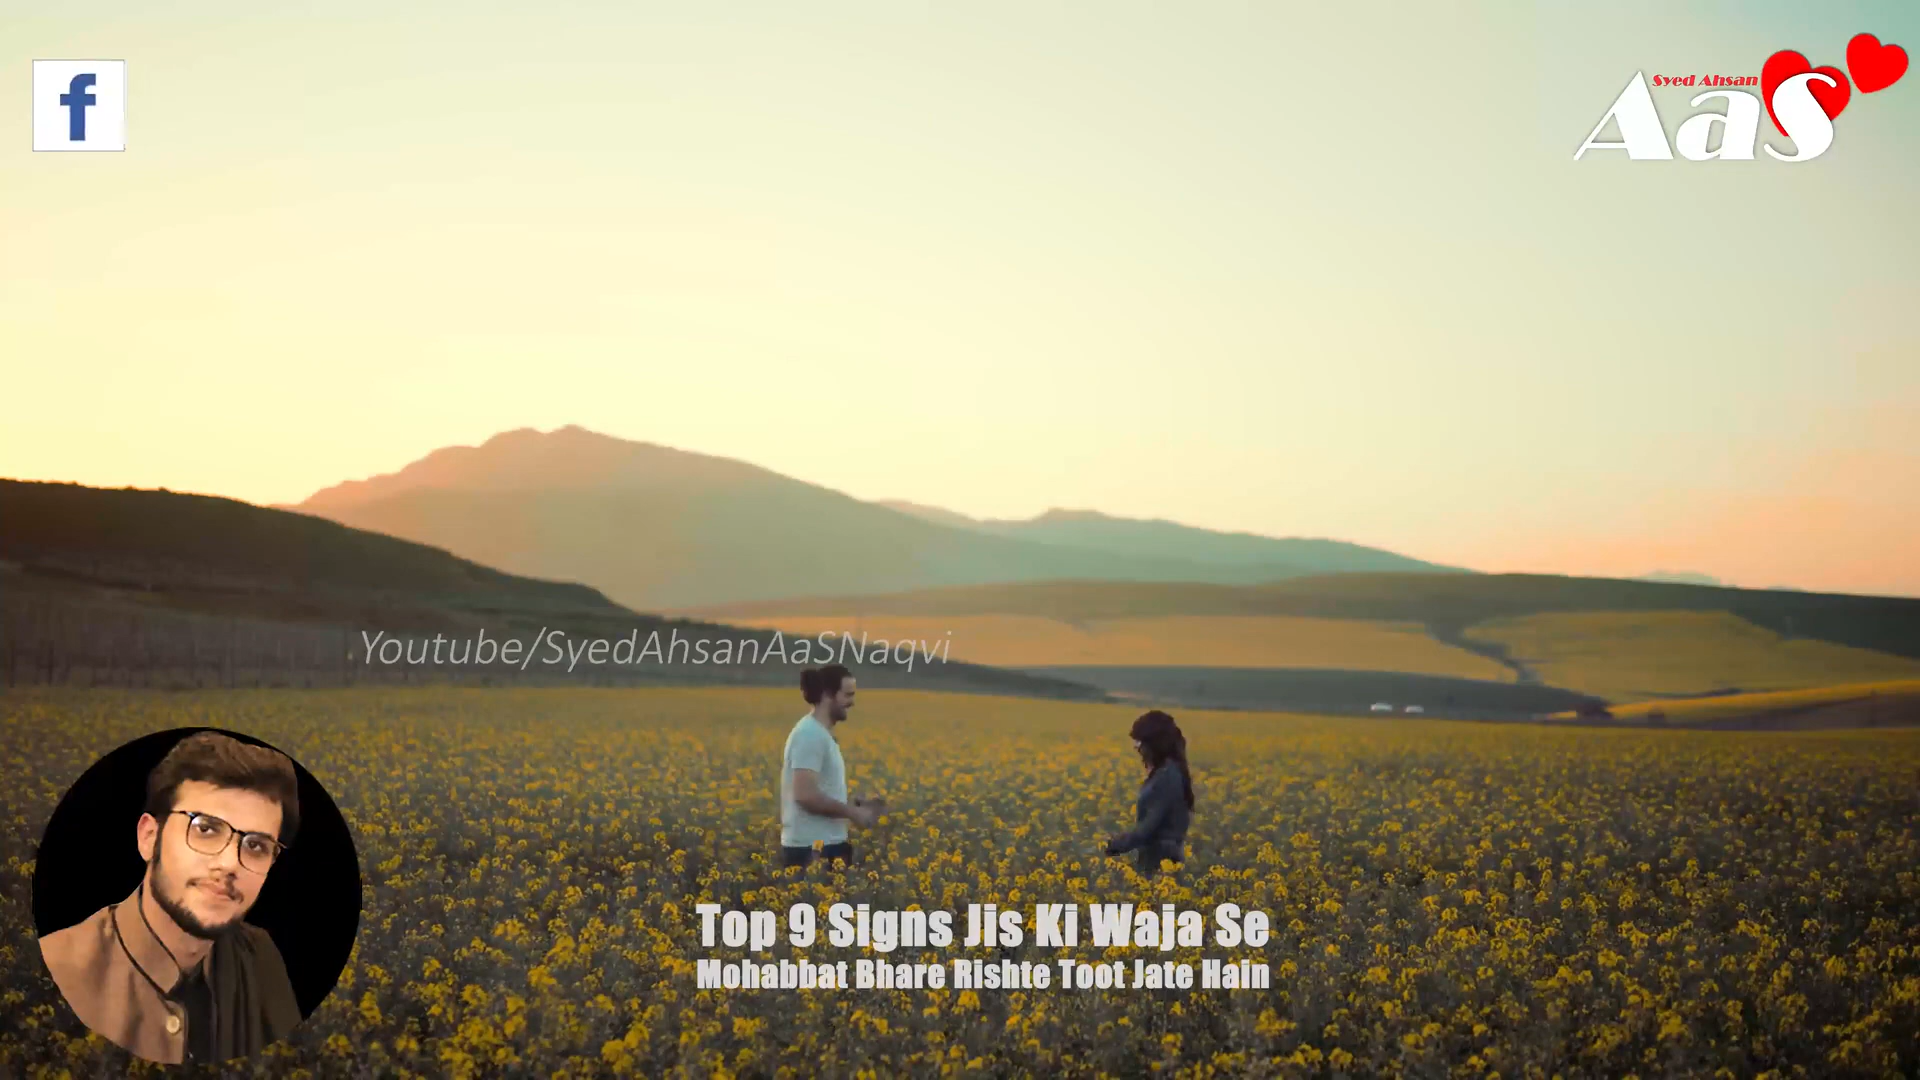 f
Syed Ahsan
AaS
Youtube/SyedAhsanAaSNaqvi
Top 9 Signs Jis Ki Waja Se
Mohabbat Bhare Rishte Toot Jate Hain